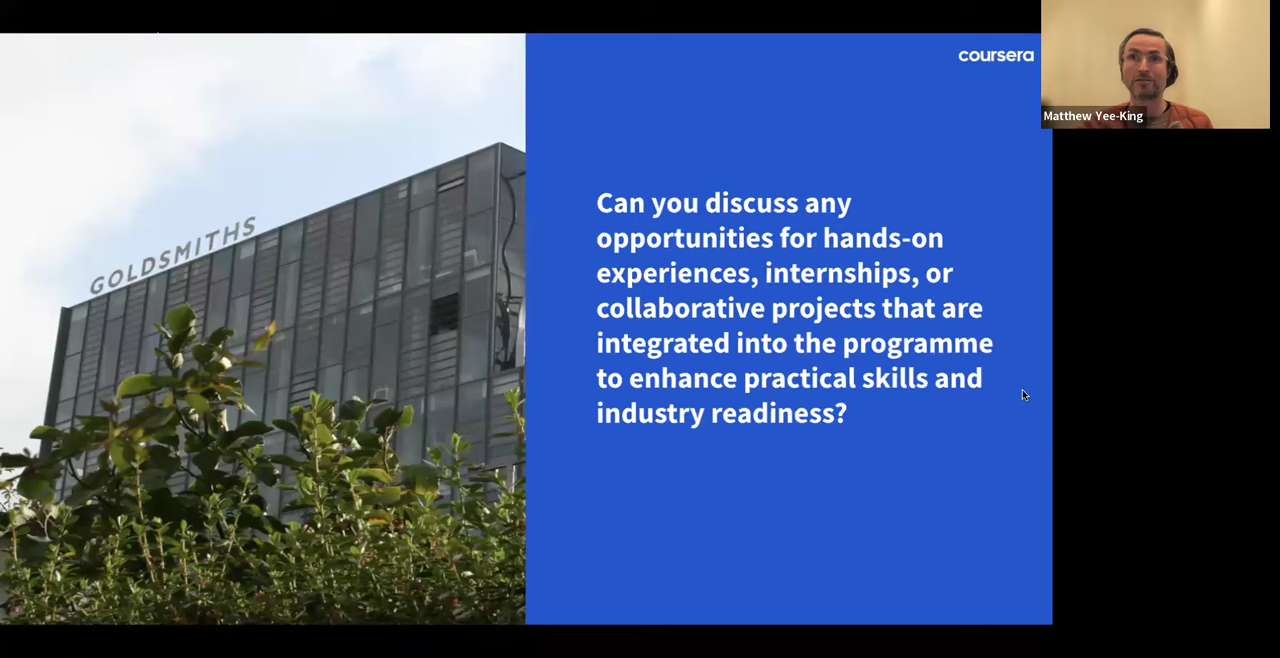 coursera
Matthew Yee-King
GOLDSMITHS
Can you discuss any
opportunities for hands-on
experiences, internships, or
collaborative projects that are
integrated into the programme
to enhance practical skills and
industry readiness?